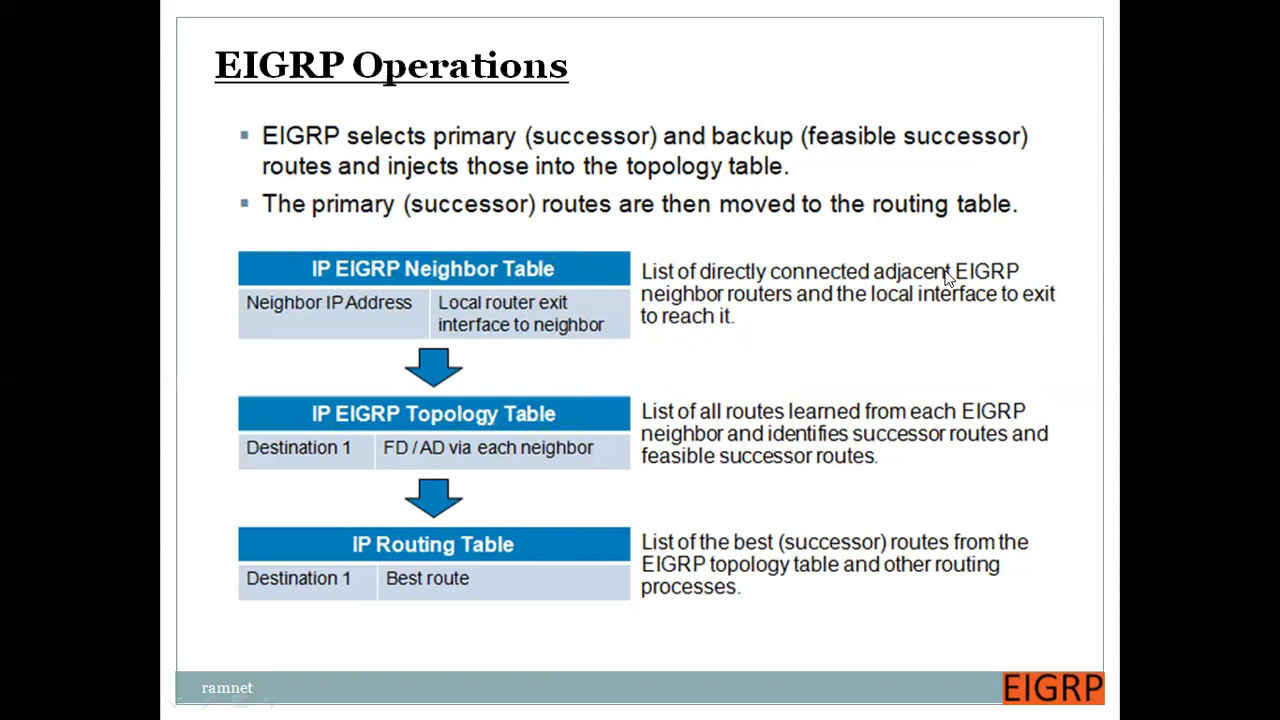 EIGRP Operations
EIGRP selects primary (successor) and backup (feasible successor)
routes and injects those into the topology table.
The primary (successor) routes are then moved to the routing table.
IP EIGRP Neighbor Table
Neighbor IP Address
Local router exit
interface to neighbor
List of directly connected adjacent EIGRP
neighbor routers and the local interface to exit
to reach it.
IP EIGRP Topology Table
Destination 1
FD / AD via each neighbor
List of all routes learned from each EIGRP
neighbor and identifies successor routes and
feasible successor routes.
IP Routing Table
Destination 1
Best route
List of the best (successor) routes from the
EIGRP topology table and other routing
processes.
ramnet
EIGRP